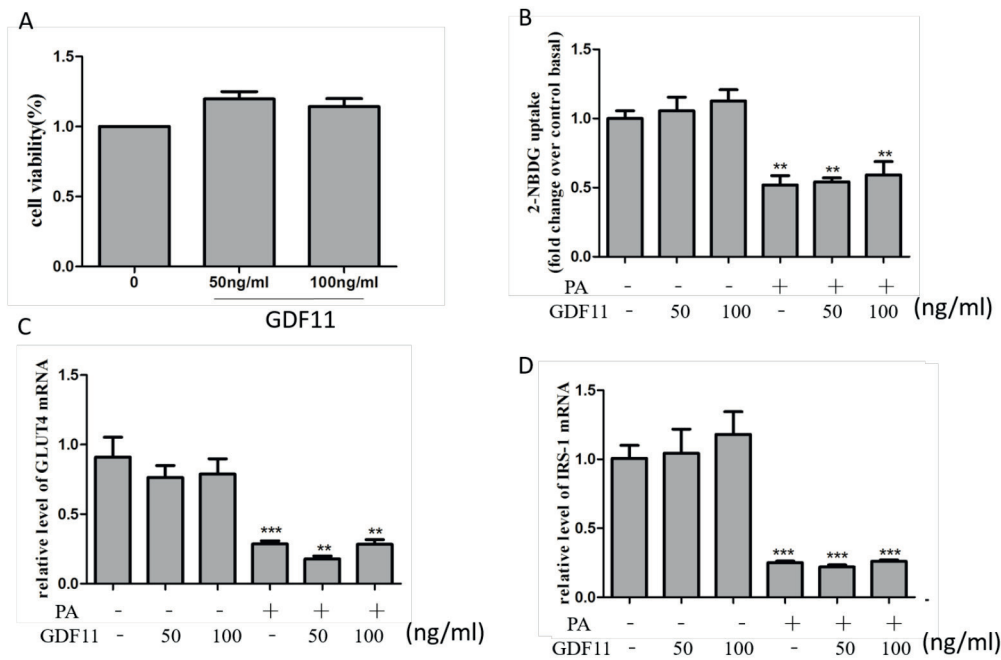 A
cell viability(%)
1.5
1.0
0.5
0.0
0 50ng/ml 100ng/ml
GDF11
B
2-NBDG uptake
(fold change over control basal)
1.5
1.0
0.5
0.0
** ** **
PA - - - + + +
GDF11 - 50 100 - 50 100 (ng/ml)
C
relative level of GLUT4 mRNA
1.5
1.0
0.5
0.0
*** ** **
PA - - - + + +
GDF11 - 50 100 - 50 100 (ng/ml)
D
relative level of IRS-1 mRNA
1.5
1.0
0.5
0.0
*** *** ***
PA - - - + + +
GDF11 - 50 100 - 50 100 (ng/ml)